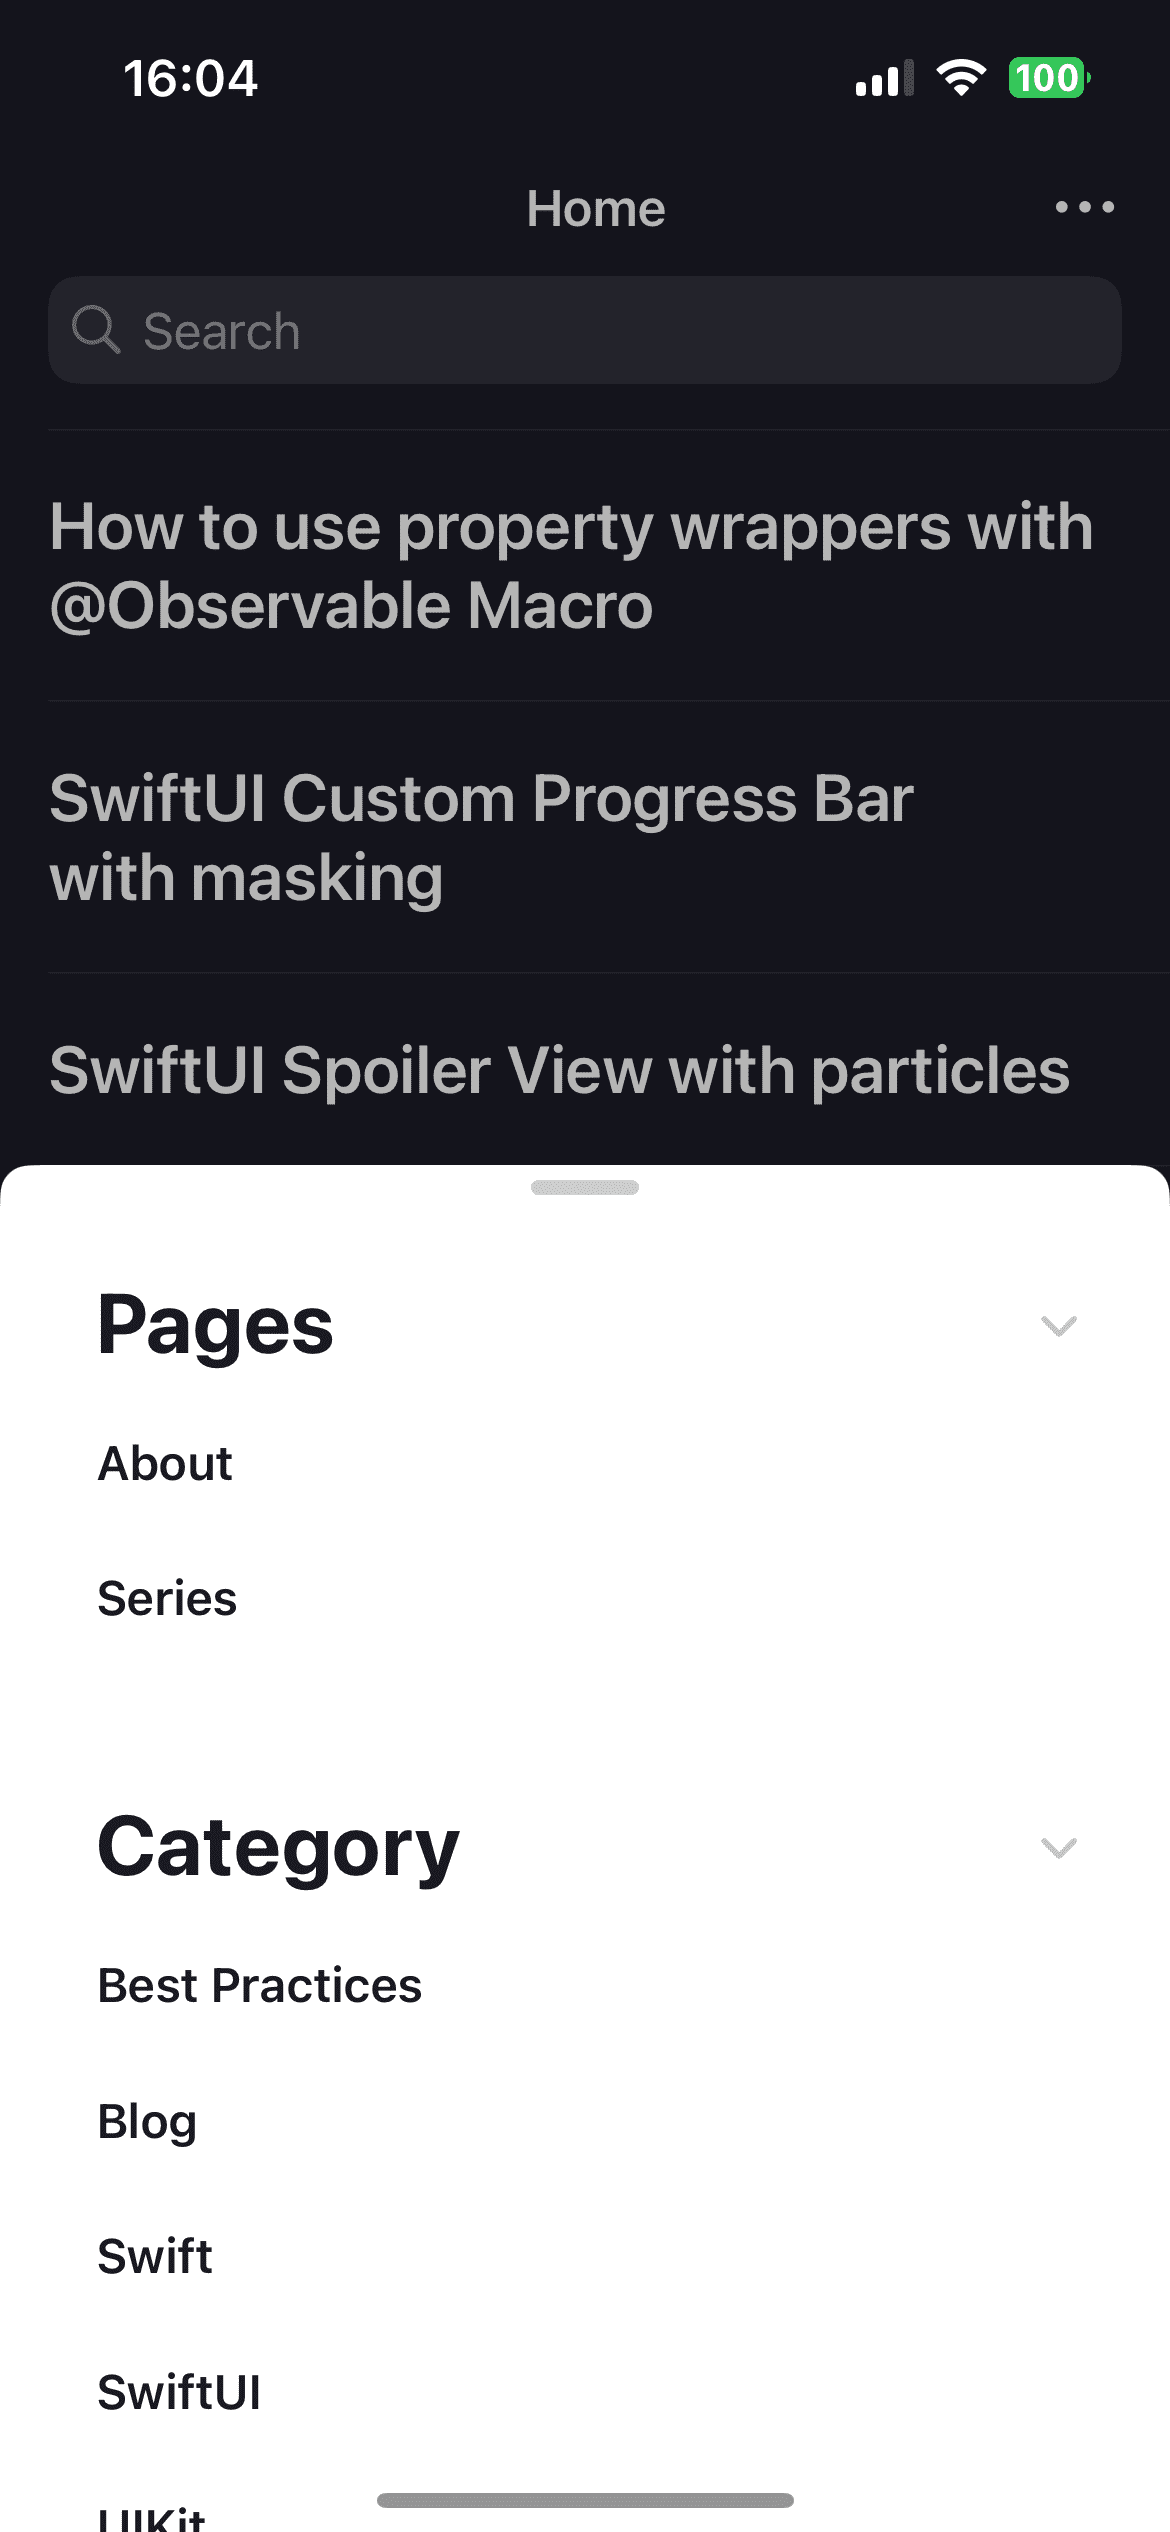 16:04
100
Home
Search
How to use property wrappers with
@Observable Macro
SwiftUI Custom Progress Bar
with masking
SwiftUI Spoiler View with particles
Pages
About
Series
Category
Best Practices
Blog
Swift
SwiftUI
UIKit